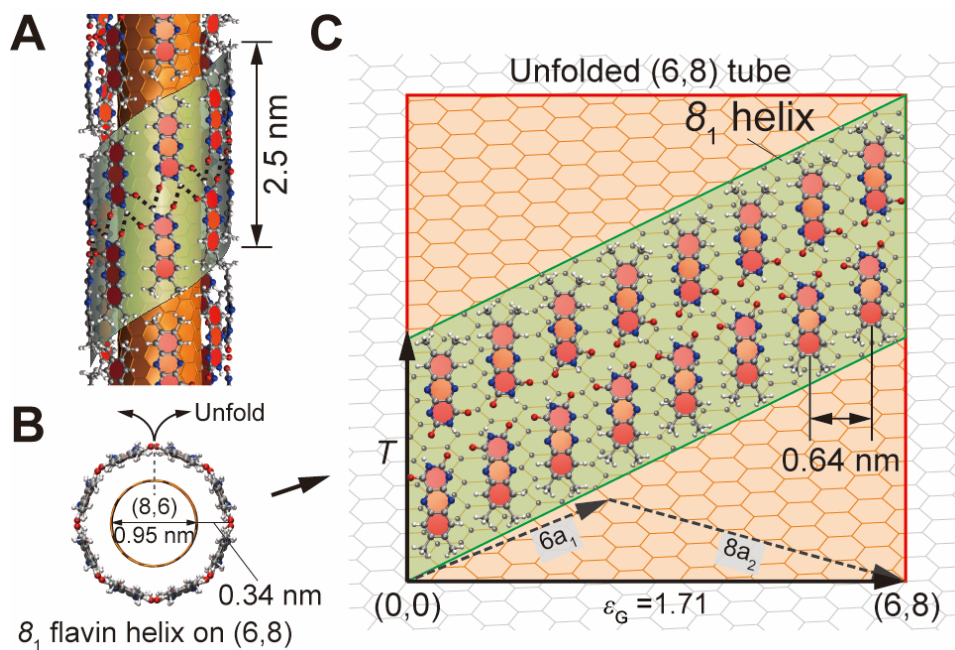 A
2.5 nm
B
Unfold
(8,6)
0.95 nm
0.34 nm
8₁ flavin helix on (6,8)
C
Unfolded (6,8) tube
8₁ helix
T
0.64 nm
6a₁
8a₂
(0,0)
εG =1.71
(6,8)